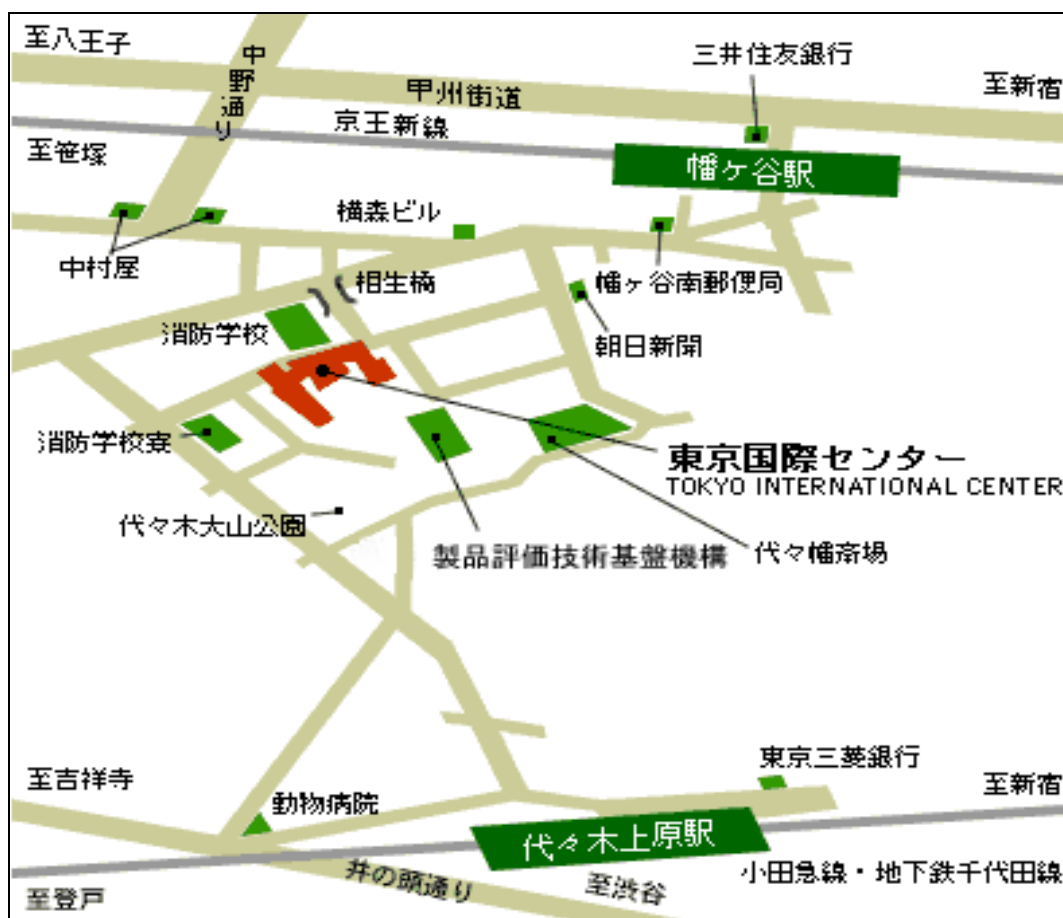 至八王子
中野通り
三井住友銀行
甲州街道
至新宿
京王新線
至笹塚
幡ヶ谷駅
横森ビル
中村屋
相生橋
幡ヶ谷南郵便局
消防学校
朝日新聞
消防学校寮
東京国際センター
TOKYO INTERNATIONAL CENTER
代々木大山公園
製品評価技術基盤機構
代々幡斎場
東京三菱銀行
至吉祥寺
至新宿
動物病院
代々木上原駅
井の頭通り
至渋谷
小田急線・地下鉄千代田線
至登戸